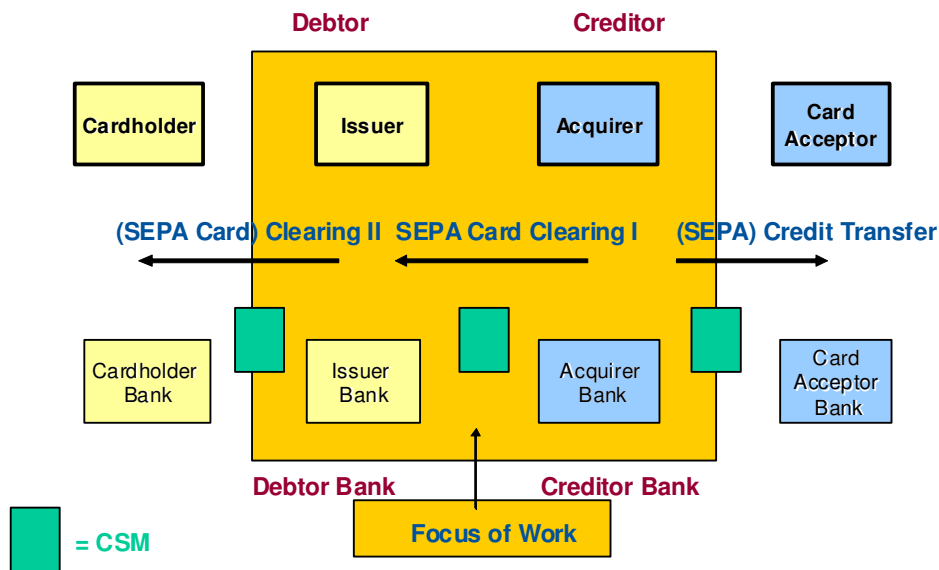 Debtor
Creditor
Cardholder
Issuer
Acquirer
Card
Acceptor
(SEPA Card) Clearing II
SEPA Card Clearing I
(SEPA) Credit Transfer
Cardholder
Bank
Issuer
Bank
Acquirer
Bank
Card
Acceptor
Bank
Debtor Bank
Creditor Bank
Focus of Work
= CSM